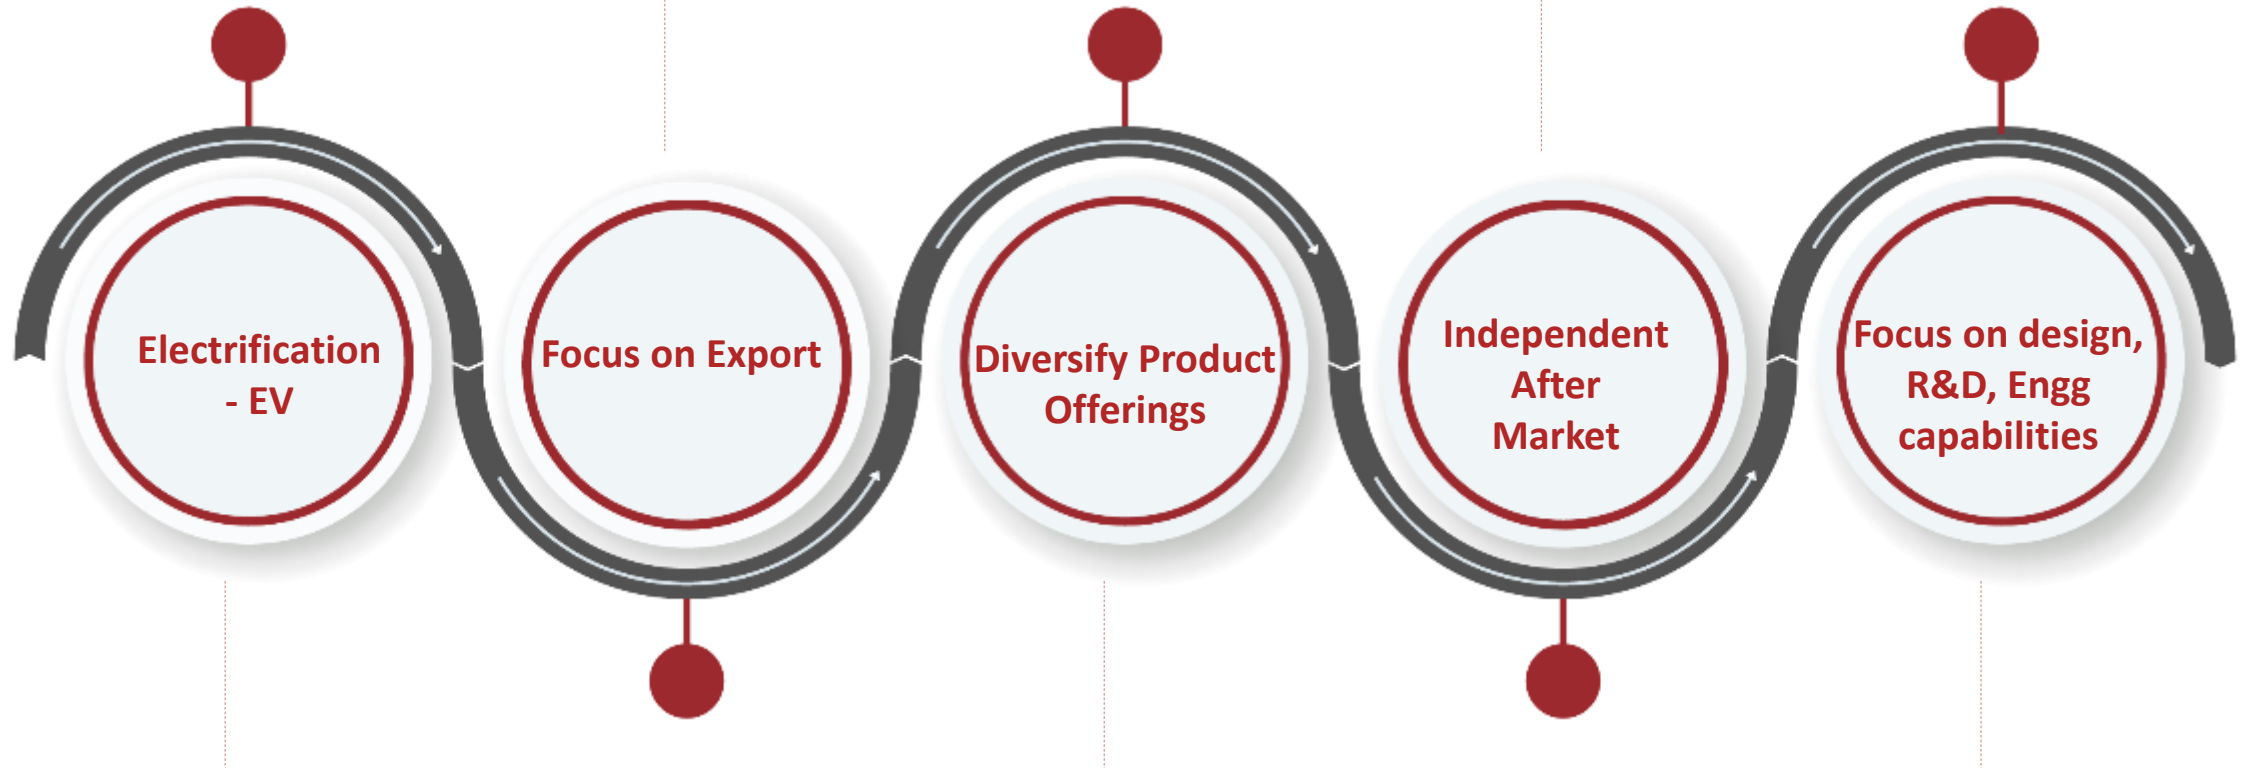 Electrification
- EV
Focus on Export
Diversify Product
Offerings
Independent
After
Market
Focus on design,
R&D, Engg
capabilities